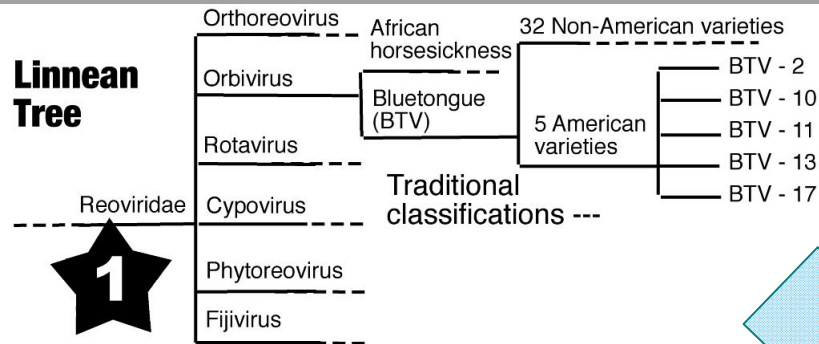 Linnean
Tree
Orthoreovirus
Orbivirus
Rotavirus
Reoviridae
Cypovirus
Phytoreovirus
Fijivirus
1
African
horsesickness
Bluetongue
(BTV)
Traditional
classifications ---
32 Non-American varieties
5 American
varieties
BTV - 2
BTV - 10
BTV - 11
BTV - 13
BTV - 17